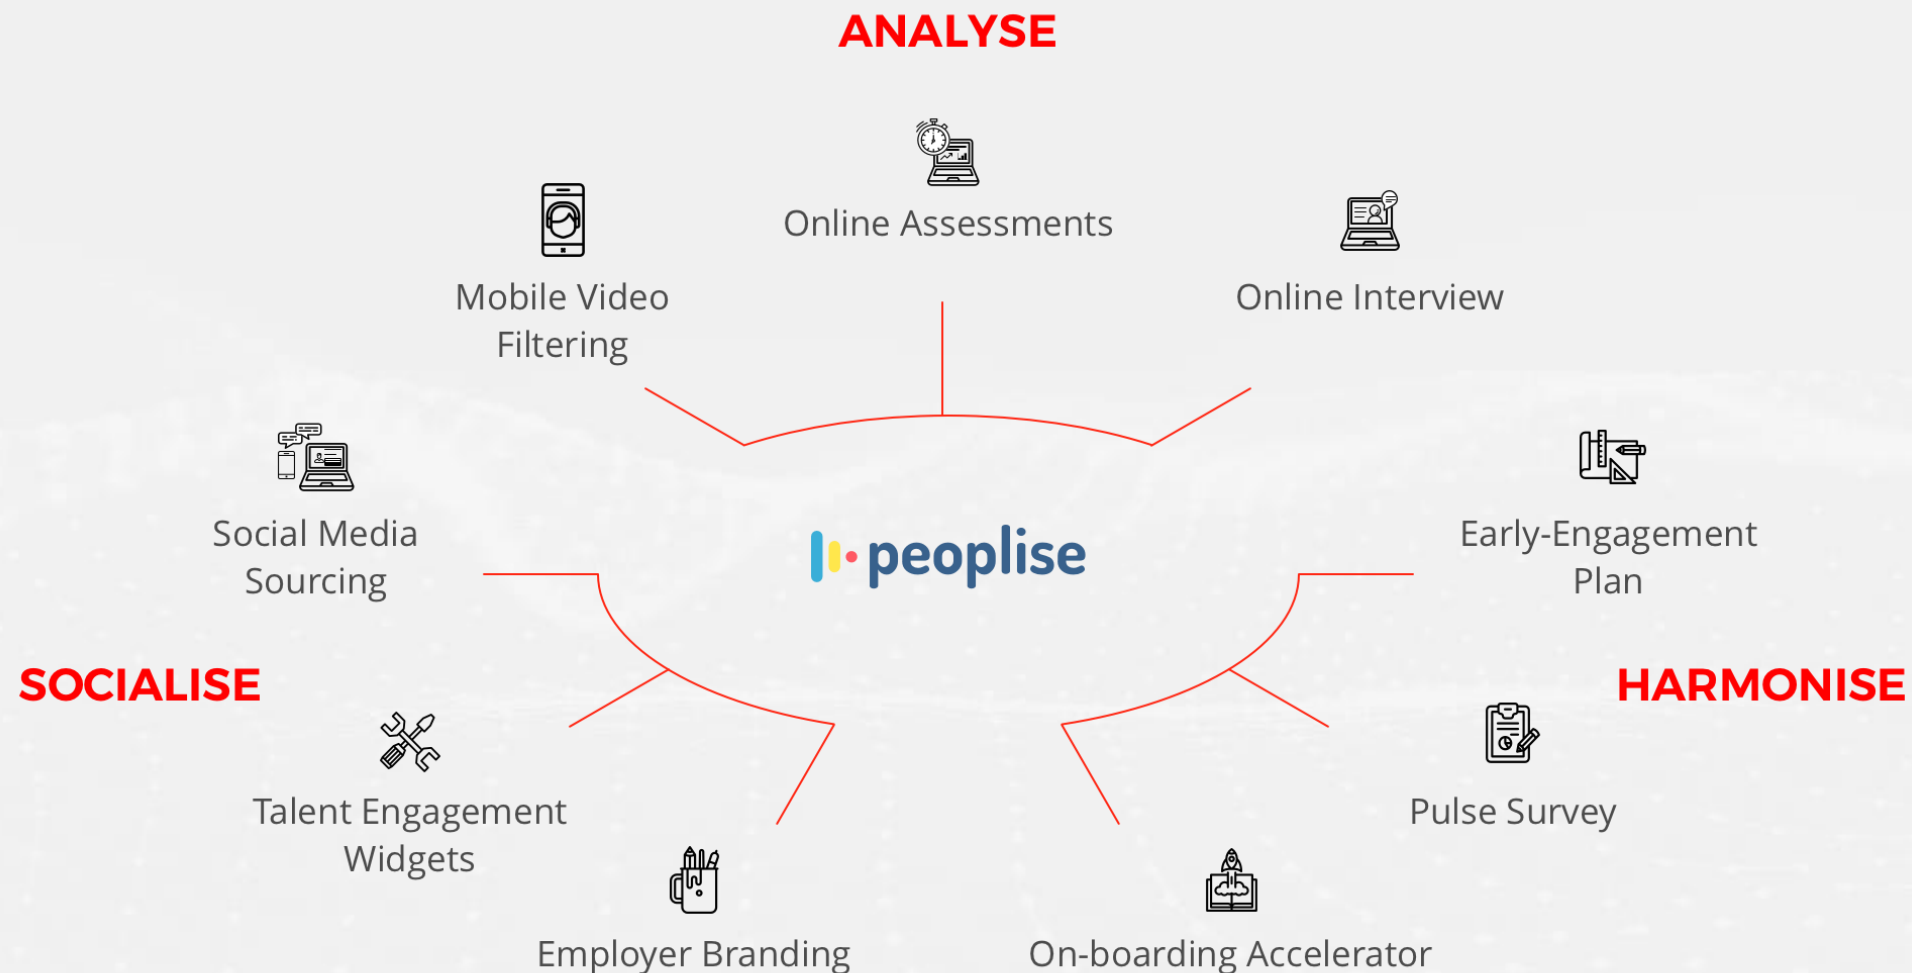 ANALYSE
Online Assessments
Mobile Video
Filtering
Online Interview
Social Media
Sourcing
peoplise
Early-Engagement
Plan
SOCIALISE
HARMONISE
Talent Engagement
Widgets
Pulse Survey
Employer Branding
On-boarding Accelerator